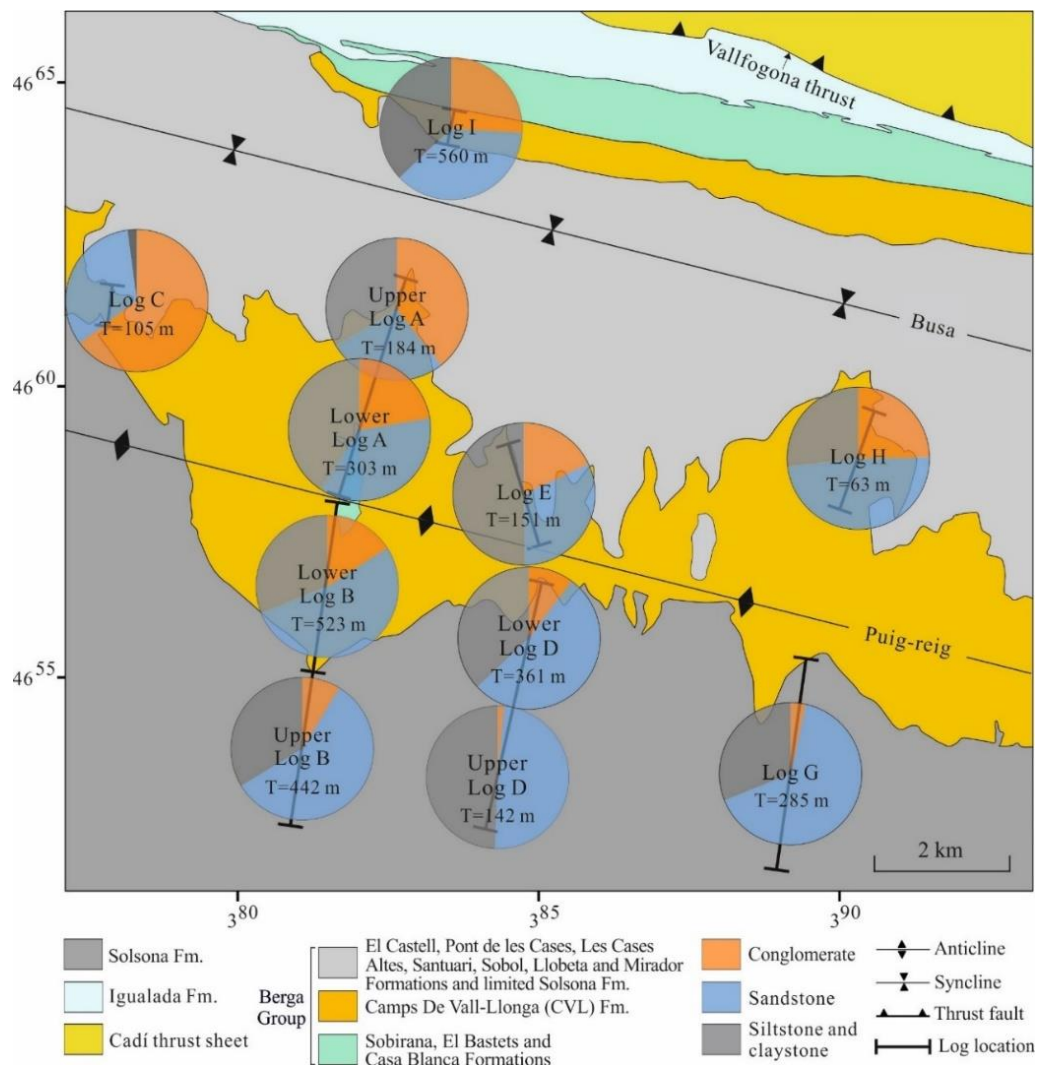 Vallfogona thrust
4665
Log I
T=560 m
Log C
T=105 m
Upper
Log A
T=184 m
Busa
4660
Lower
Log A
T=303 m
Log H
T=63 m
Log E
T=151 m
Lower
Log B
T=523 m
Lower
Log D
T=361 m
Puig-reig
4655
Upper
Log B
T=442 m
Upper
Log D
T=142 m
Log G
T=285 m
2 km
380
385
390
Solsona Fm.
Igualada Fm.
Cadí thrust sheet
Berga
Group
El Castell, Pont de les Cases, Les Cases
Altes, Santuari, Sobol, Llobeta and Mirador
Formations and limited Solsona Fm.
Camps De Vall-Llonga (CVL) Fm.
Sobirana, El Bastets and
Casa Blanca Formations
Conglomerate
Sandstone
Siltstone and
claystone
Anticline
Syncline
Thrust fault
Log location